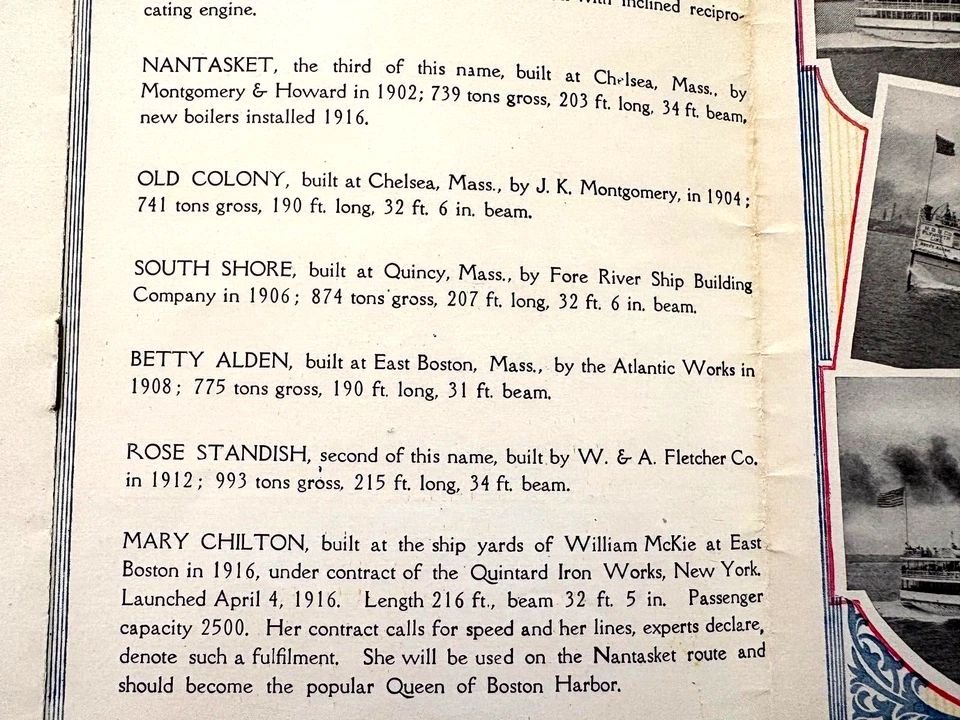 with inclined recipro-
cating engine.
NANTASKET, the third of this name, built at Chelsea, Mass., by
Montgomery & Howard in 1902; 739 tons gross, 203 ft. long, 34 ft. beam,
new boilers installed 1916.
OLD COLONY, built at Chelsea, Mass., by J. K. Montgomery, in 1904;
741 tons gross, 190 ft. long, 32 ft. 6 in. beam.
SOUTH SHORE, built at Quincy, Mass., by Fore River Ship Building
Company in 1906; 874 tons gross, 207 ft. long, 32 ft. 6 in. beam.
BETTY ALDEN, built at East Boston, Mass., by the Atlantic Works in
1908; 775 tons gross, 190 ft. long, 31 ft. beam.
ROSE STANDISH, second of this name, built by W. & A. Fletcher Co.
in 1912; 993 tons gross, 215 ft. long, 34 ft. beam.
MARY CHILTON, built at the ship yards of William McKie at East
Boston in 1916, under contract of the Quintard Iron Works, New York.
Launched April 4, 1916. Length 216 ft., beam 32 ft. 5 in. Passenger
capacity 2500. Her contract calls for speed and her lines, experts declare,
denote such a fulfilment. She will be used on the Nantasket route and
should become the popular Queen of Boston Harbor.
BETTY ALDEN